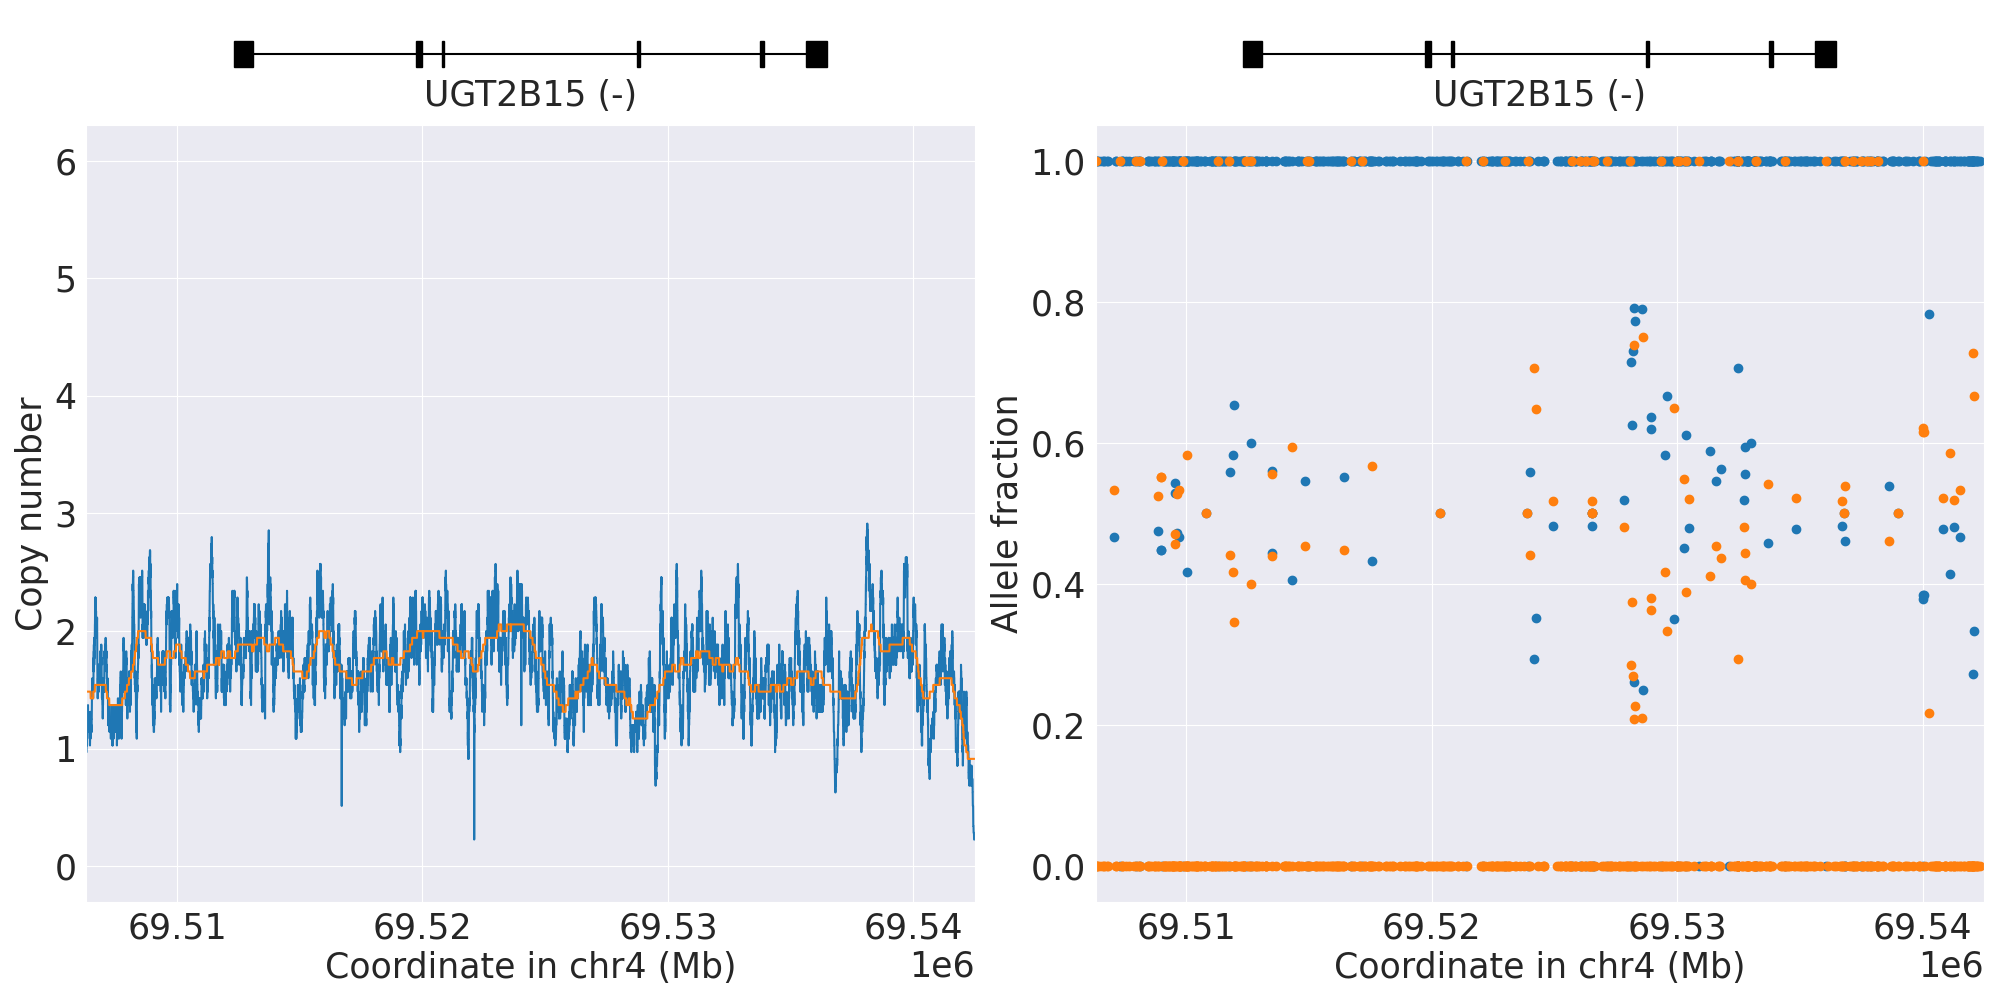 UGT2B15 (-)
6
5
4
3
2
1
0
Copy number
69.51 69.52 69.53 69.54
Coordinate in chr4 (Mb) 1e6
UGT2B15 (-)
1.0
0.8
0.6
0.4
0.2
0.0
Allele fraction
69.51 69.52 69.53 69.54
Coordinate in chr4 (Mb) 1e6